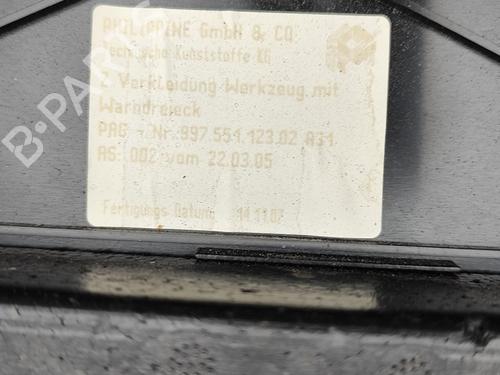 PHILIPPINE GmbH & CO.
Technische Kunststoffe KG
Z Verkleidung Werkzeug mit
Warndreieck
PAG - Nr. 997.551.123.02 A31
AS: 002 vom 22.03.05
Fertigungs Datum 14.11.07
B-PARTS